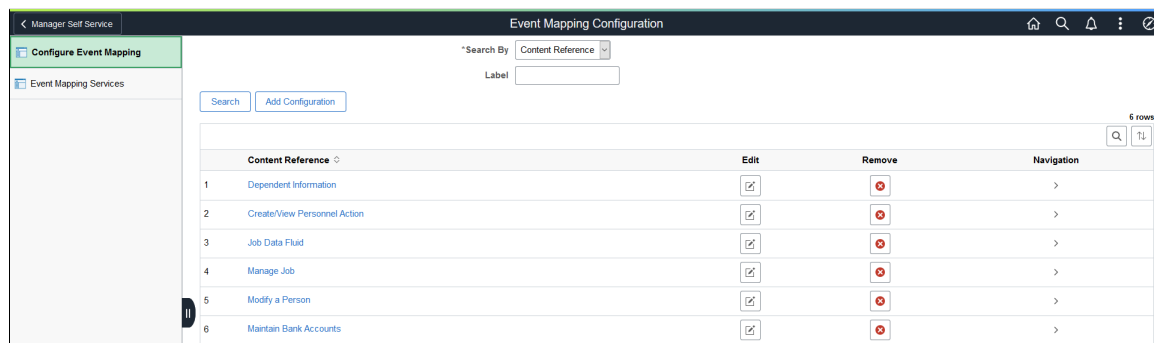 Manager Self Service
Event Mapping Configuration
Configure Event Mapping
Event Mapping Services
*Search By Content Reference
Label
Search Add Configuration
6 rows
Content Reference Edit Remove Navigation
1 Dependent Information
2 Create/View Personnel Action
3 Job Data Fluid
4 Manage Job
5 Modify a Person
6 Maintain Bank Accounts